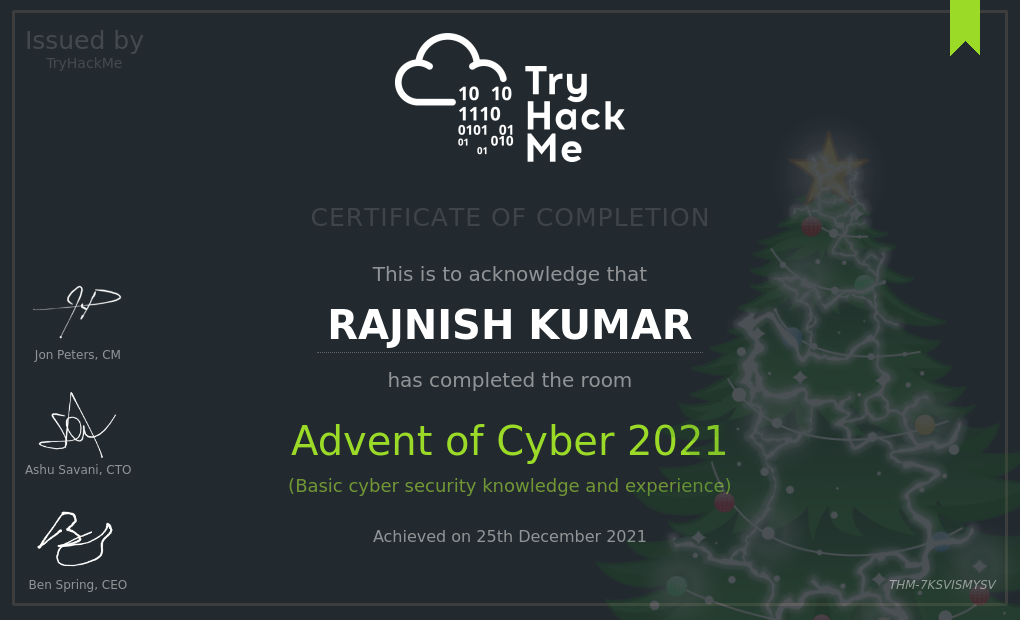 Issued by
TryHackMe
10 10
1110
0101 01
01 010
01
Try
Hack
Me
CERTIFICATE OF COMPLETION
This is to acknowledge that
RAJNISH KUMAR
has completed the room
Advent of Cyber 2021
(Basic cyber security knowledge and experience)
Achieved on 25th December 2021
Jon Peters, CM
Ashu Savani, CTO
Ben Spring, CEO
THM-7KSVISMYSV